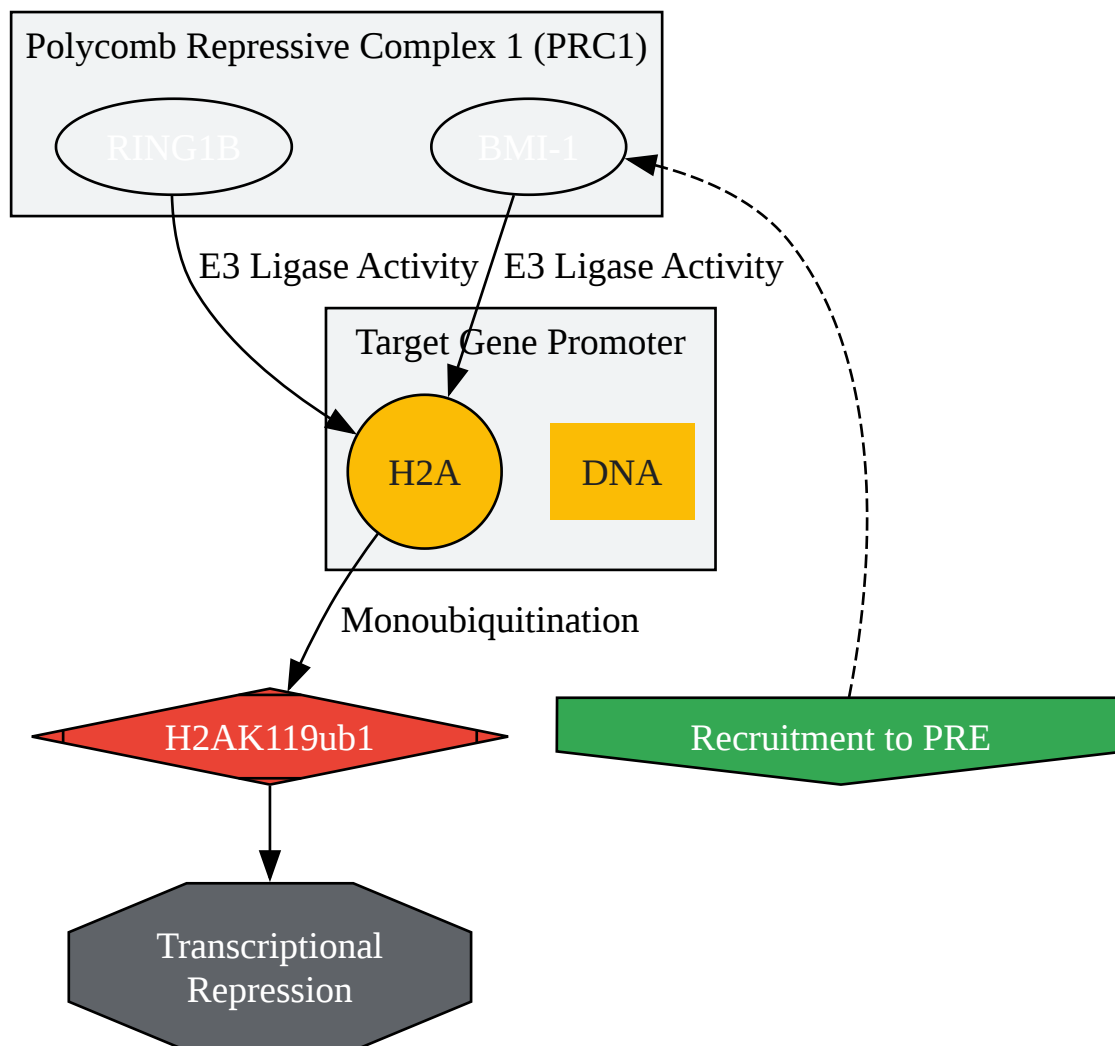 Polycomb Repressive Complex 1 (PRC1)
RING1B
BMI-1
E3 Ligase Activity
E3 Ligase Activity
Target Gene Promoter
H2A
DNA
Monoubiquitination
H2AK119ub1
Recruitment to PRE
Transcriptional
Repression